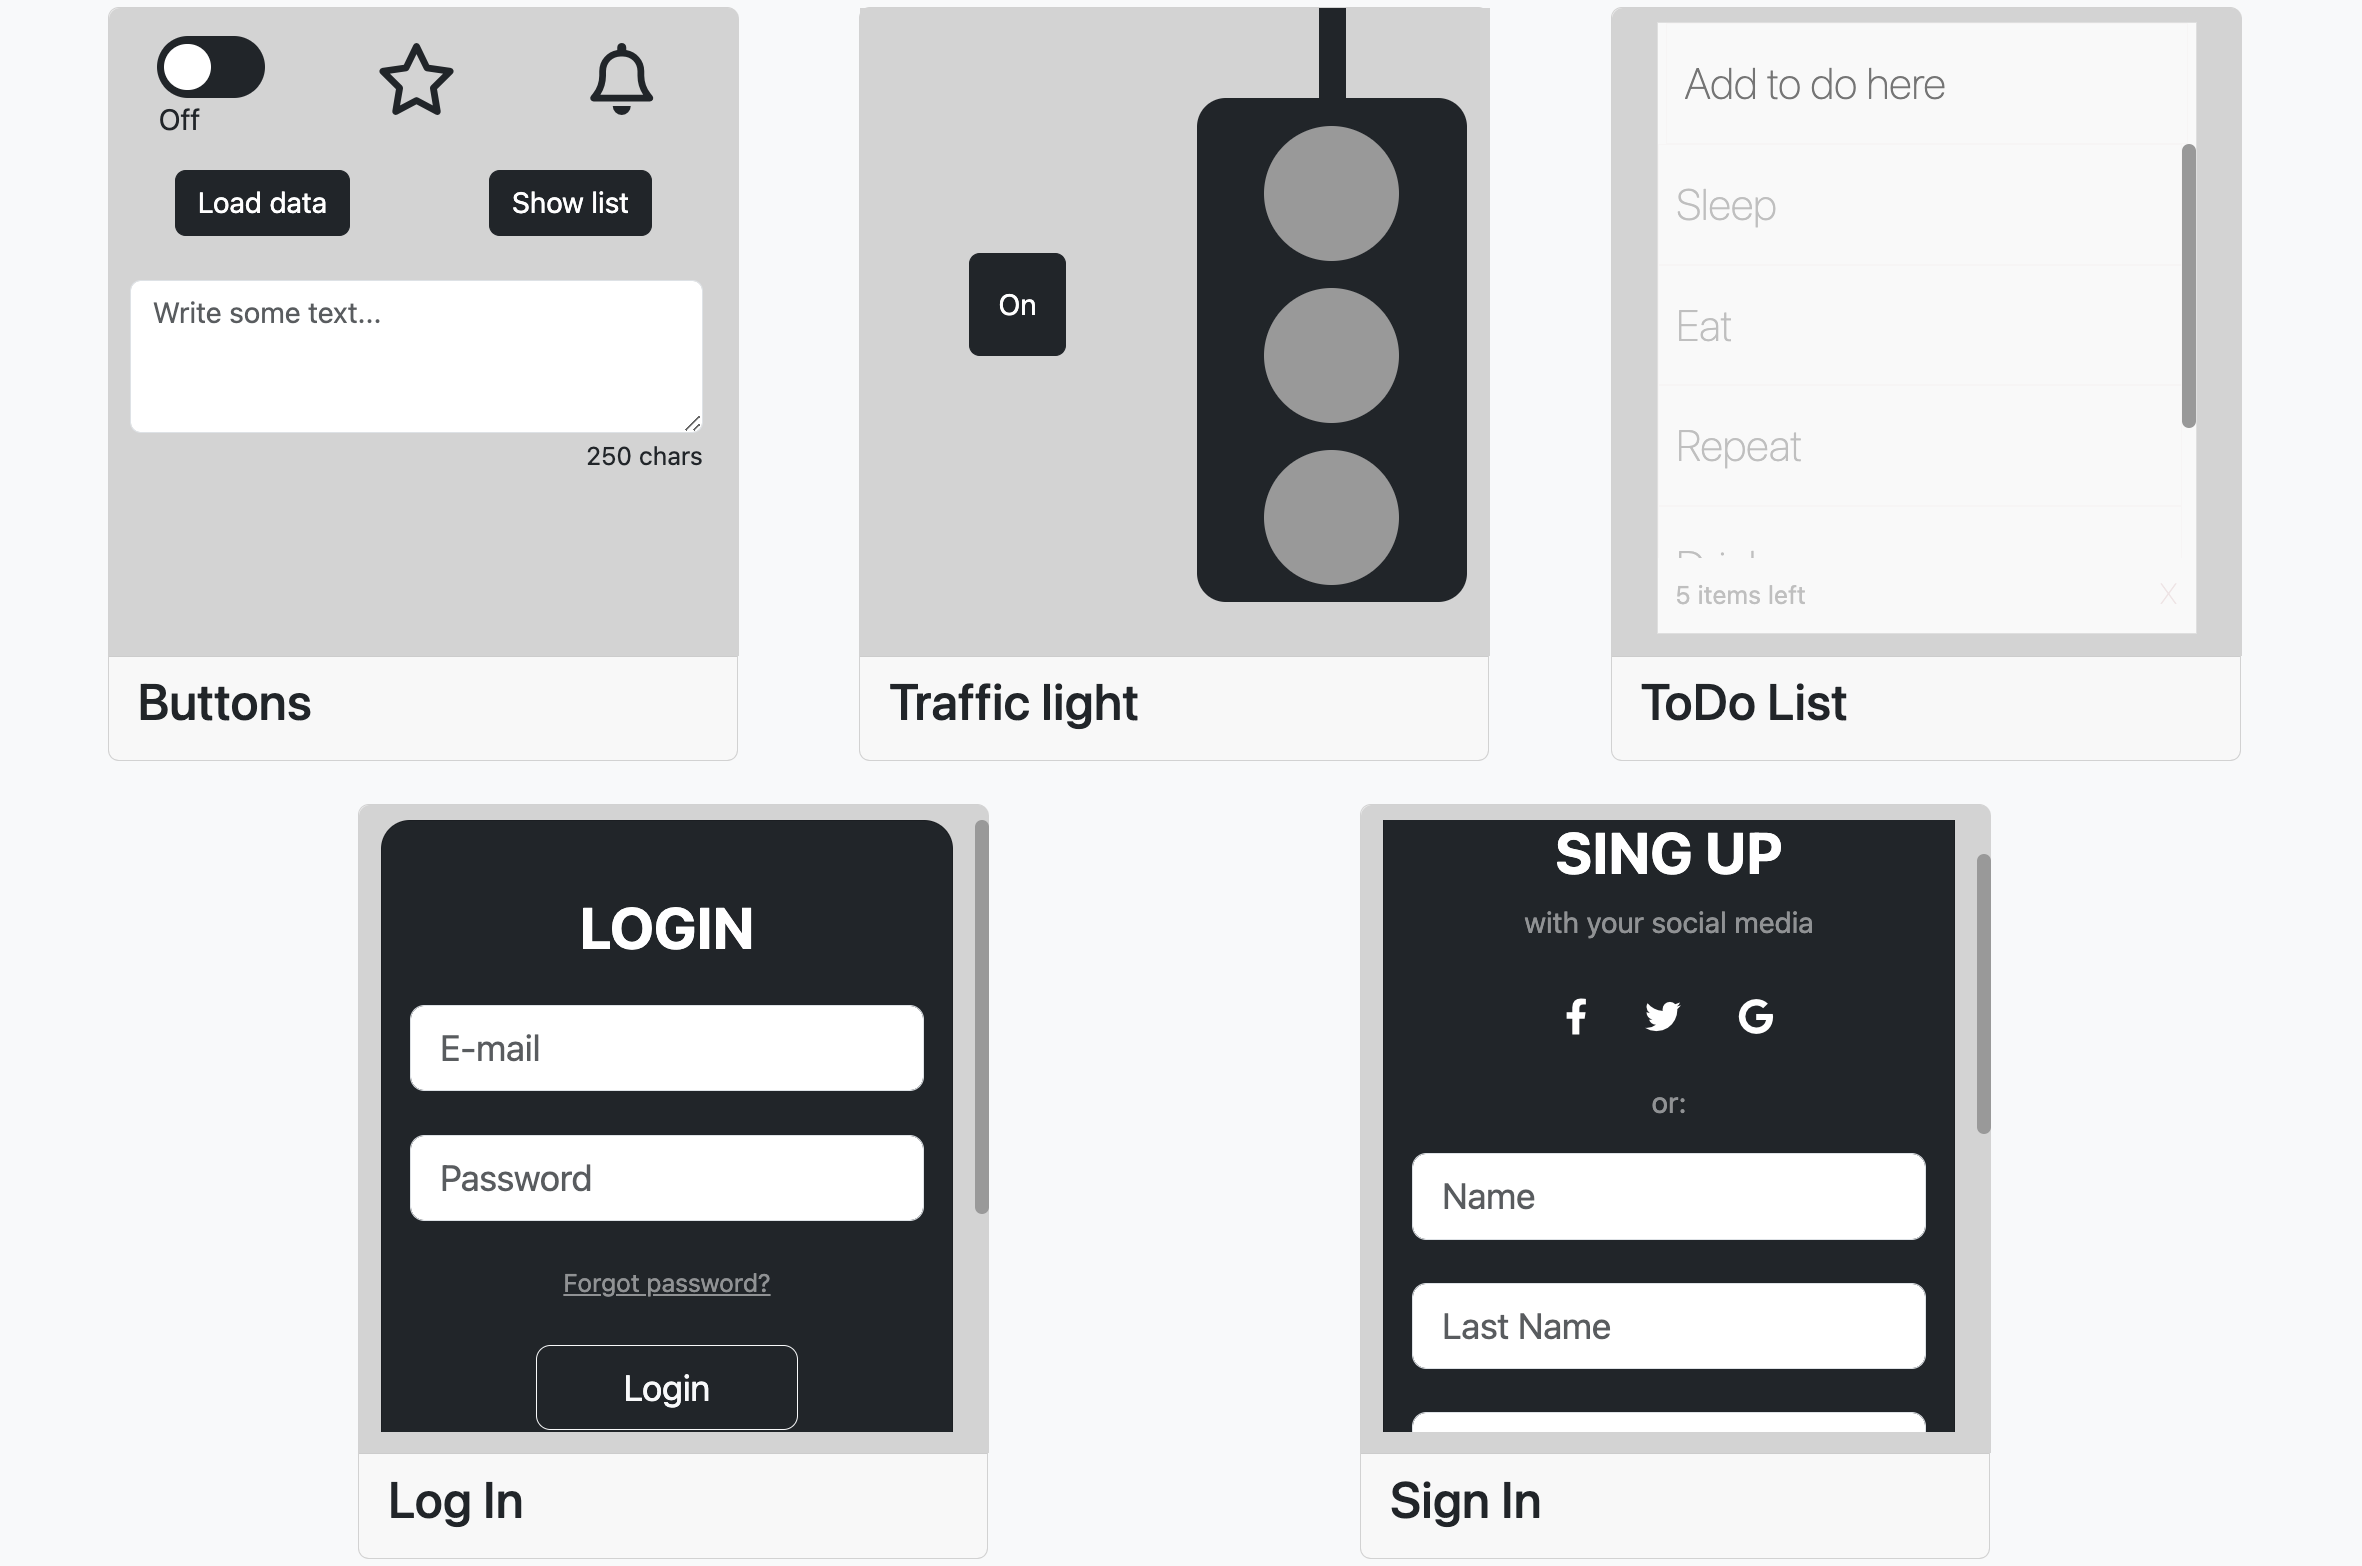 Off
Load data
Show list
Write some text...
250 chars
Buttons
On
Traffic light
Add to do here
Sleep
Eat
Repeat
5 items left
X
ToDo List
LOGIN
E-mail
Password
Forgot password?
Login
Log In
SING UP
with your social media
or:
Name
Last Name
Sign In